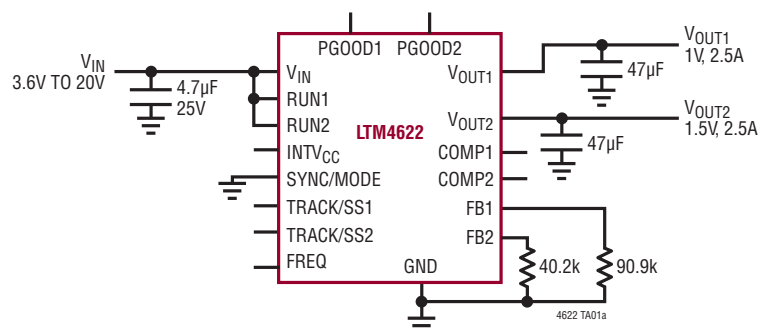 PGOOD1 PGOOD2
VIN
3.6V TO 20V
4.7µF
25V
VIN
RUN1
RUN2
INTVCC
SYNC/MODE
TRACK/SS1
TRACK/SS2
FREQ
LTM4622
GND
VOUT1
VOUT2
COMP1
COMP2
FB1
FB2
47µF
VOUT1
1V, 2.5A
47µF
VOUT2
1.5V, 2.5A
40.2k
90.9k
4622 TA01a